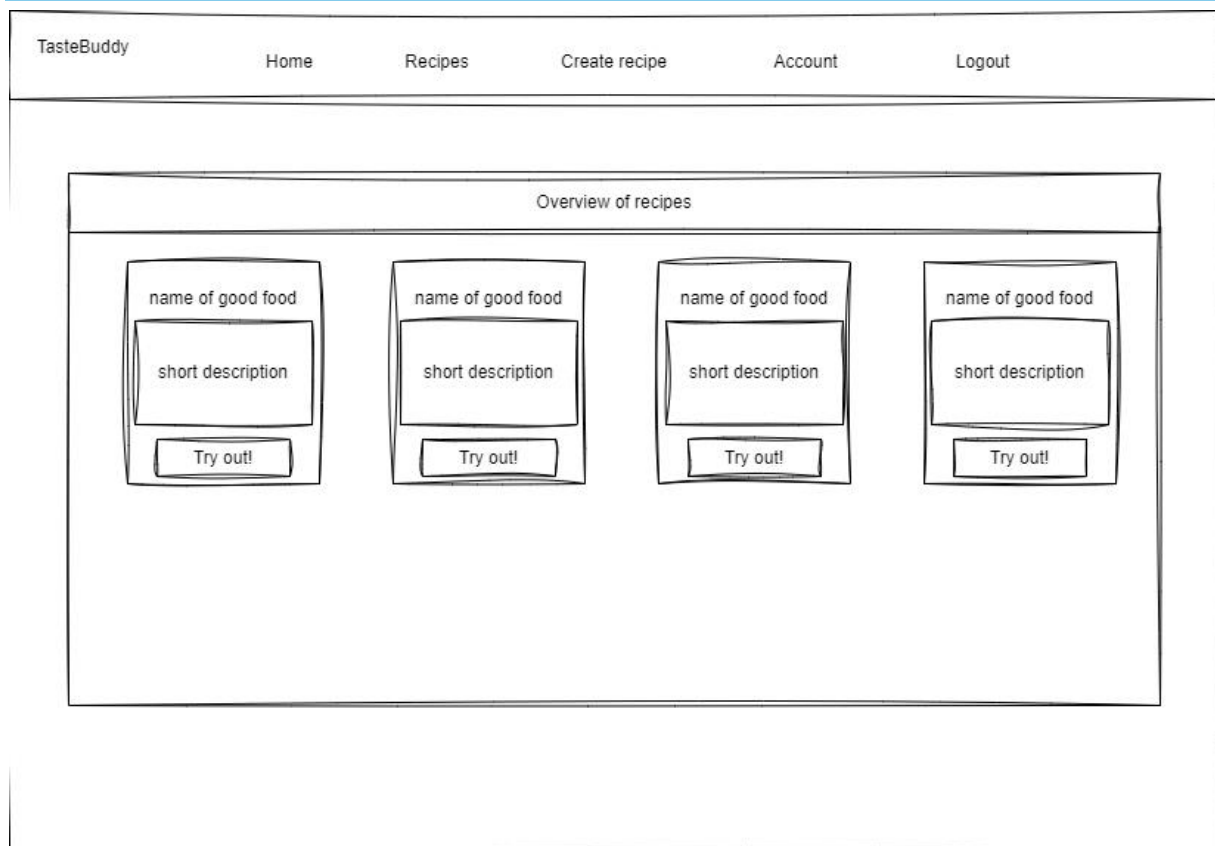 TasteBuddy
Home Recipes Create recipe Account Logout
Overview of recipes
name of good food name of good food name of good food name of good food
short description short description short description short description
Try out! Try out! Try out! Try out!